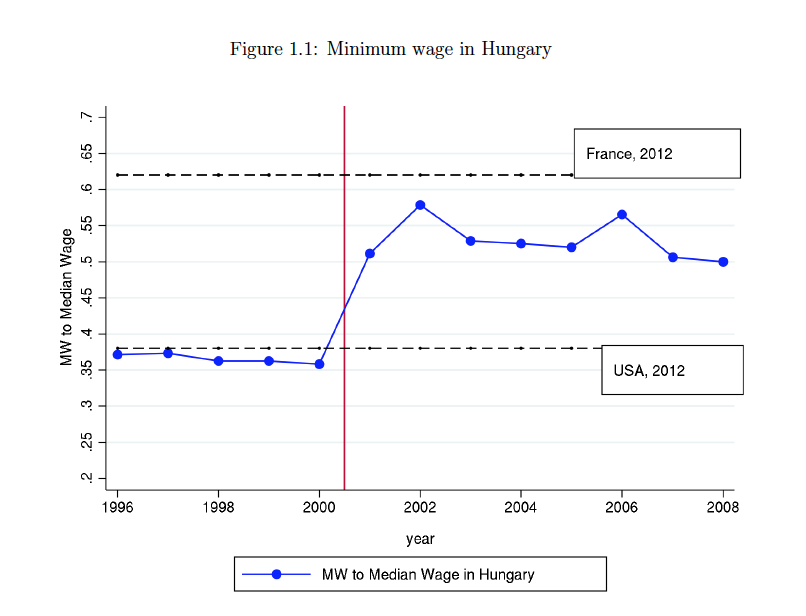 Figure 1.1: Minimum wage in Hungary
.7
.65
.6
.55
.5
.45
.4
.35
.3
.25
.2
MW to Median Wage
France, 2012
USA, 2012
1996 1998 2000 2002 2004 2006 2008
year
MW to Median Wage in Hungary